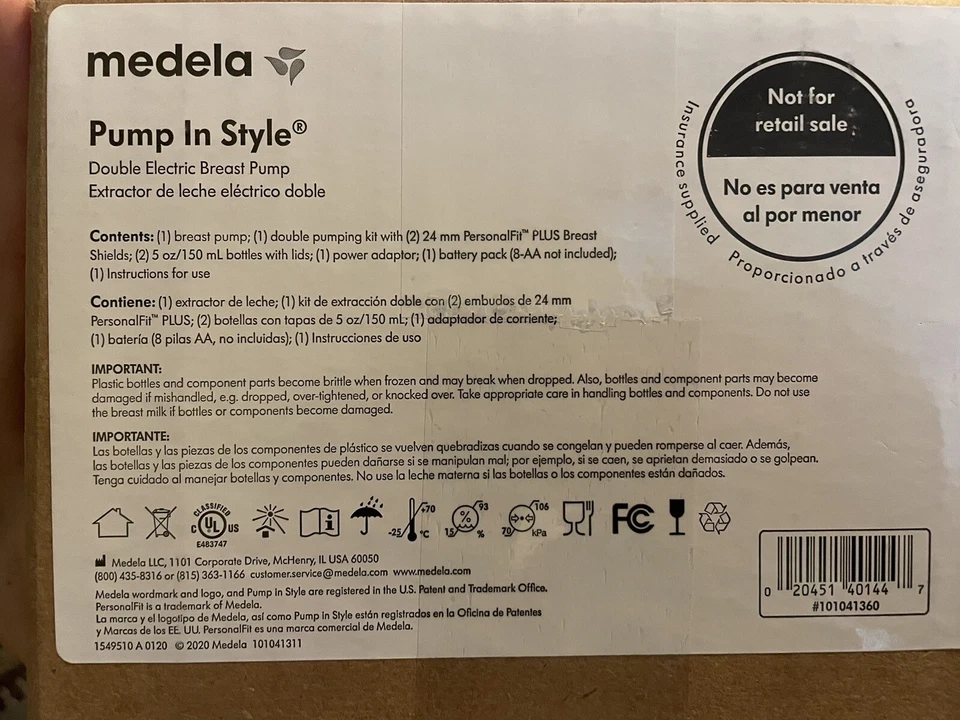 medela
Pump In Style®
Double Electric Breast Pump
Extractor de leche eléctrico doble
Not for
retail sale
No es para venta
al por menor
Insurance supplied
Proporcionado a través de aseguradora
Contents: (1) breast pump; (1) double pumping kit with (2) 24 mm PersonalFit™ PLUS Breast
Shields; (2) 5 oz/150 mL bottles with lids; (1) power adaptor; (1) battery pack (8-AA not included);
(1) Instructions for use
Contiene: (1) extractor de leche; (1) kit de extracción doble con (2) embudos de 24 mm
PersonalFit™ PLUS; (2) botellas con tapas de 5 oz/150 mL; (1) adaptador de corriente;
(1) batería (8 pilas AA, no incluidas); (1) Instrucciones de uso
IMPORTANT:
Plastic bottles and component parts become brittle when frozen and may break when dropped. Also, bottles and component parts may become
damaged if mishandled, e.g. dropped, over-tightened, or knocked over. Take appropriate care in handling bottles and components. Do not use
the breast milk if bottles or components become damaged.
IMPORTANTE:
Las botellas y las piezas de los componentes de plástico se vuelven quebradizas cuando se congelan y pueden romperse al caer. Además,
las botellas y las piezas de los componentes pueden dañarse si se manipulan mal; por ejemplo, si se caen, se aprietan demasiado o se golpean.
Tenga cuidado al manejar botellas y componentes. No use la leche materna si las botellas o los componentes están dañados.
CLASSIFIED
C UL US
E483747
-25 +70 °C
15 93 %
70 106 kPa
FC
Medela LLC, 1101 Corporate Drive, McHenry, IL USA 60050
(800) 435-8316 or (815) 363-1166 customer.service@medela.com www.medela.com
Medela wordmark and logo, and Pump In Style are registered in the U.S. Patent and Trademark Office.
PersonalFit is a trademark of Medela.
La marca y el logotipo de Medela, así como Pump In Style están registrados en la Oficina de Patentes
y Marcas de los EE. UU. PersonalFit es una marca comercial de Medela.
1549510 A 0120 © 2020 Medela 101041311
0 20451 40144 7
#101041360